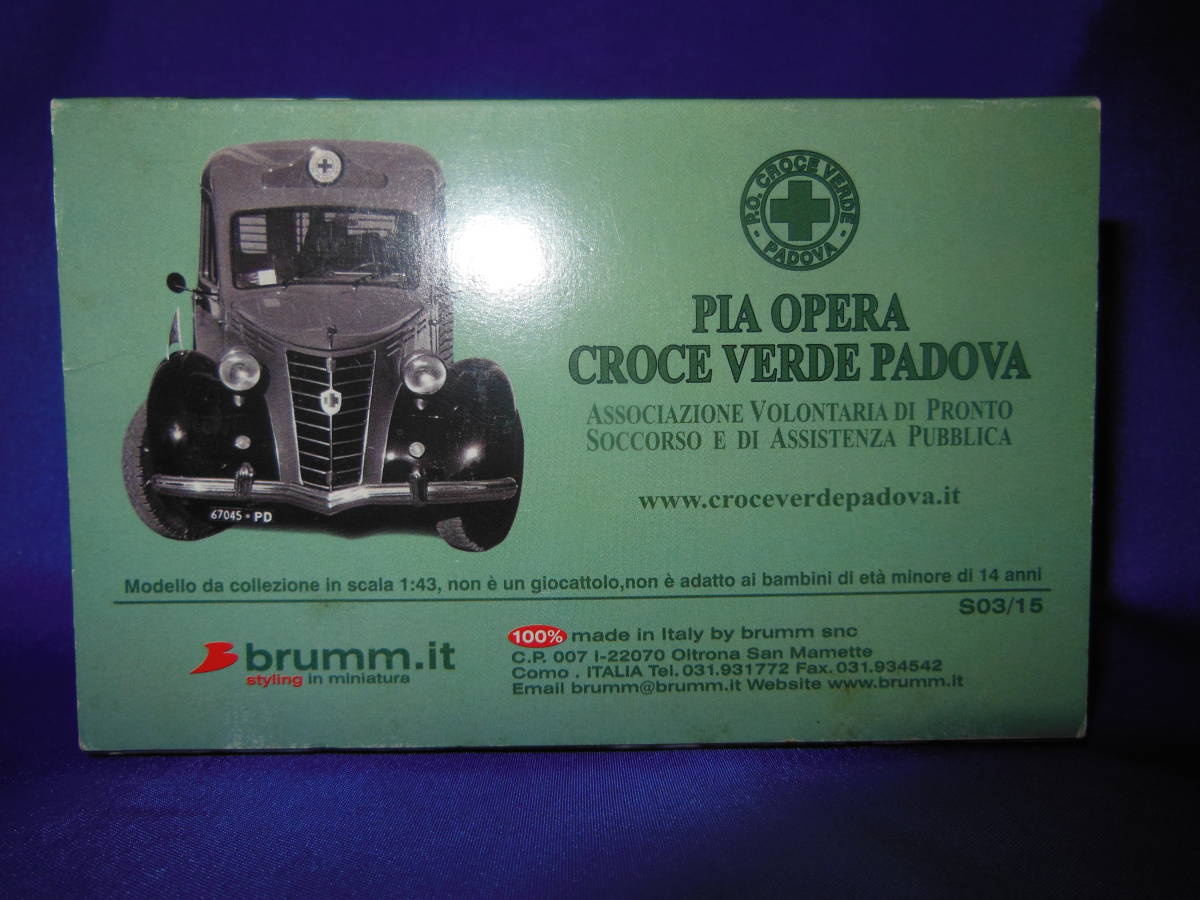 P.O. CROCE VERDE
- PADOVA -
PIA OPERA
CROCE VERDE PADOVA
ASSOCIAZIONE VOLONTARIA DI PRONTO
SOCCORSO E DI ASSISTENZA PUBBLICA
www.croceverdepadova.it
67045 • PD
Modello da collezione in scala 1:43, non è un giocattolo,non è adatto ai bambini di età minore di 14 anni
S03/15
brumm.it
styling in miniatura
100% made in Italy by brumm snc
C.P. 007 I-22070 Oltrona San Mamette
Como . ITALIA Tel. 031.931772 Fax. 031.934542
Email brumm@brumm.it Website www.brumm.it